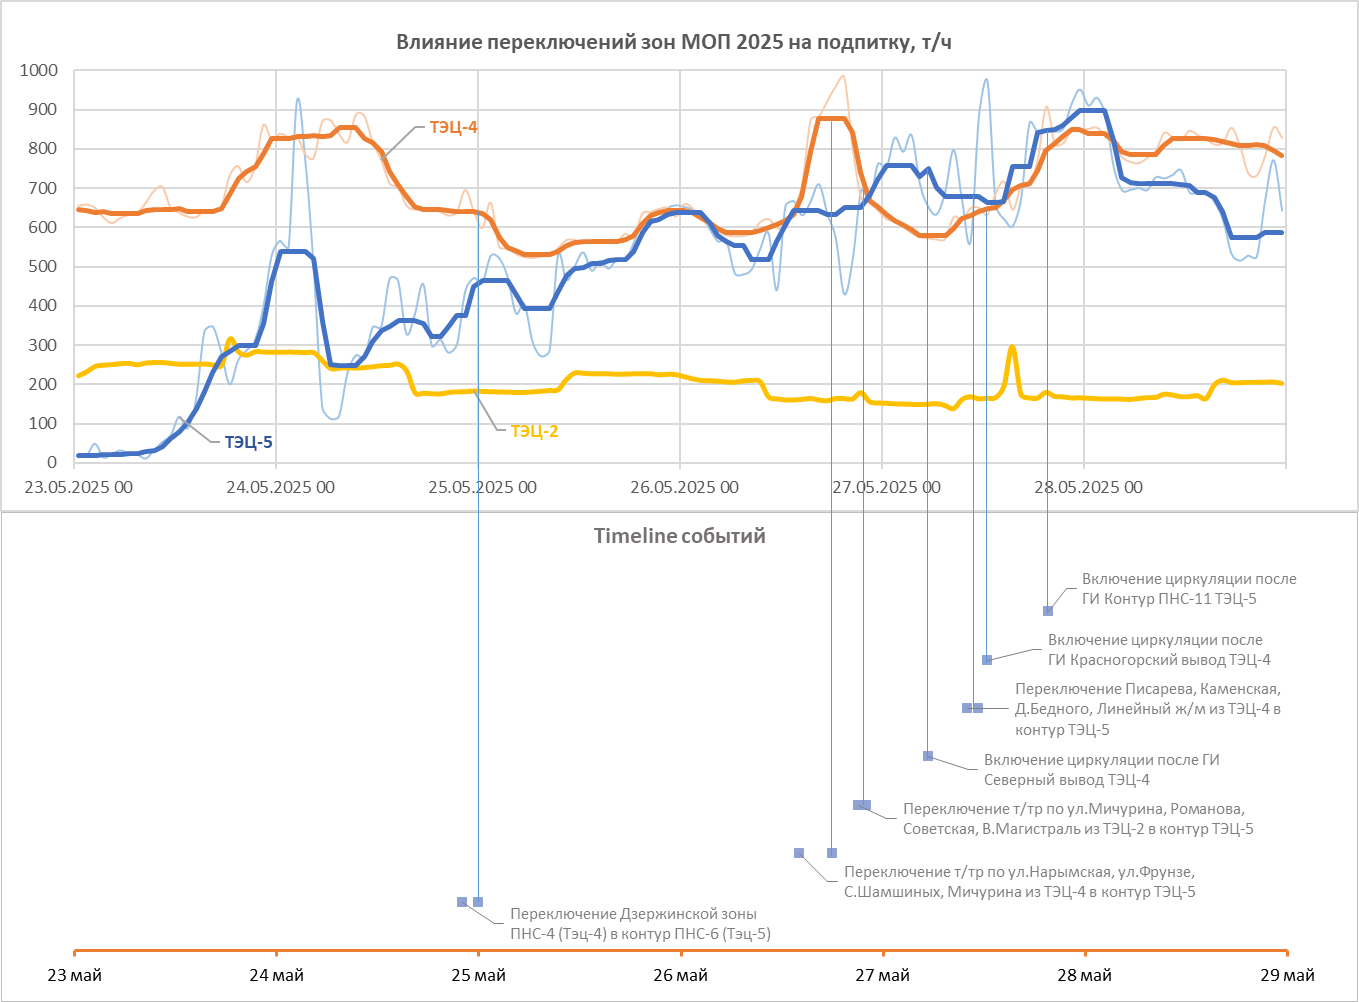 Влияние переключений зон МОП 2025 на подпитку, т/ч
1000
900
800
700
600
500
400
300
200
100
0
ТЭЦ-4
ТЭЦ-5
ТЭЦ-2
23.05.2025 00
24.05.2025 00
25.05.2025 00
26.05.2025 00
27.05.2025 00
28.05.2025 00
Timeline событий
Включение циркуляции после
ГИ Контур ПНС-11 ТЭЦ-5
Включение циркуляции после
ГИ Красногорский вывод ТЭЦ-4
Переключение Писарева, Каменская,
Д.Бедного, Линейный ж/м из ТЭЦ-4 в
контур ТЭЦ-5
Включение циркуляции после ГИ
Северный вывод ТЭЦ-4
Переключение т/тр по ул.Мичурина, Романова,
Советская, В.Магистраль из ТЭЦ-2 в контур ТЭЦ-5
Переключение т/тр по ул.Нарымская, ул.Фрунзе,
С.Шамшиных, Мичурина из ТЭЦ-4 в контур ТЭЦ-5
Переключение Дзержинской зоны
ПНС-4 (Тэц-4) в контур ПНС-6 (Тэц-5)
23 май
24 май
25 май
26 май
27 май
28 май
29 май